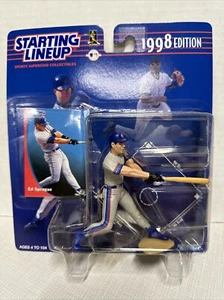 STARTING
LINEUP
SPORTS SUPERSTAR COLLECTIBLES
1998 EDITION
Ed Sprague
AGES 4 TO 104